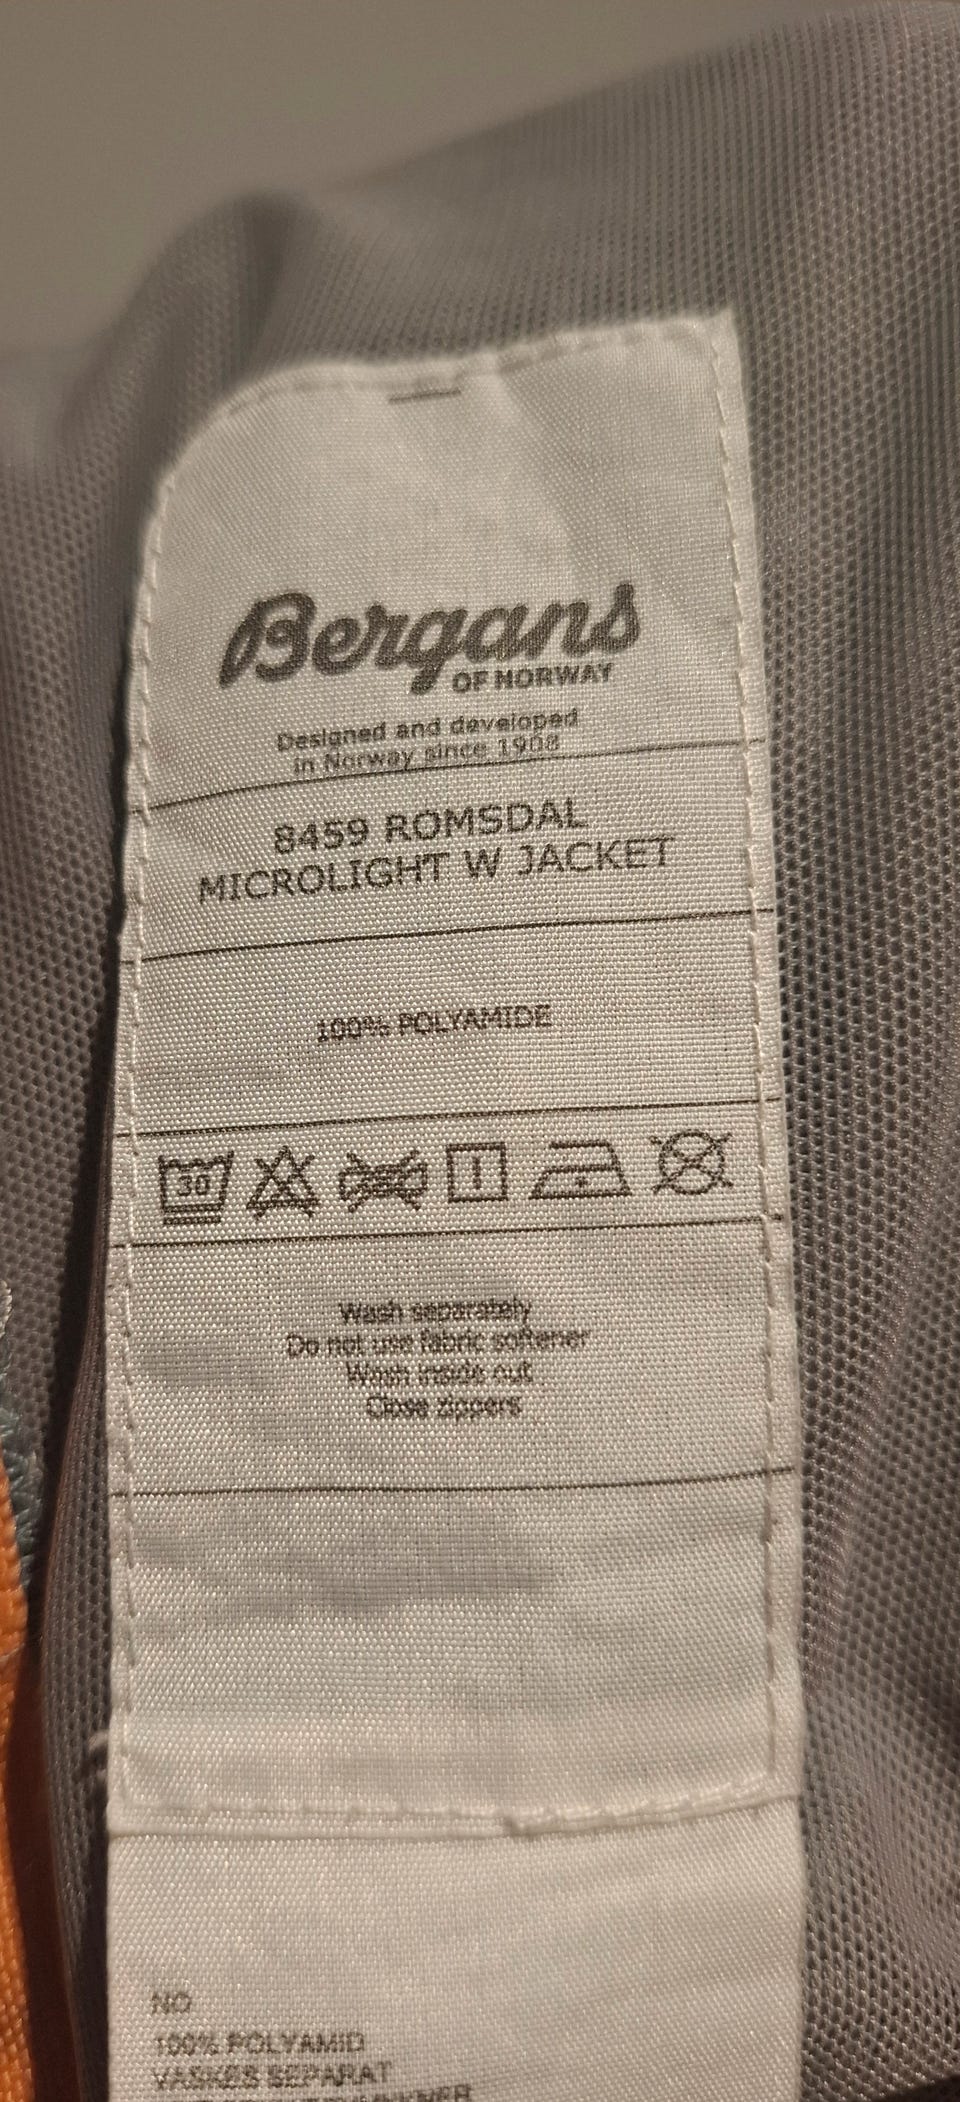 Bergans
OF NORWAY
Designed and developed
in Norway since 1908
8459 ROMSDAL
MICROLIGHT W JACKET
100% POLYAMIDE
30
Wash separately
Do not use fabric softener
Wash inside out
Close zippers
NO
100% POLYAMID
VASKES SEPARAT